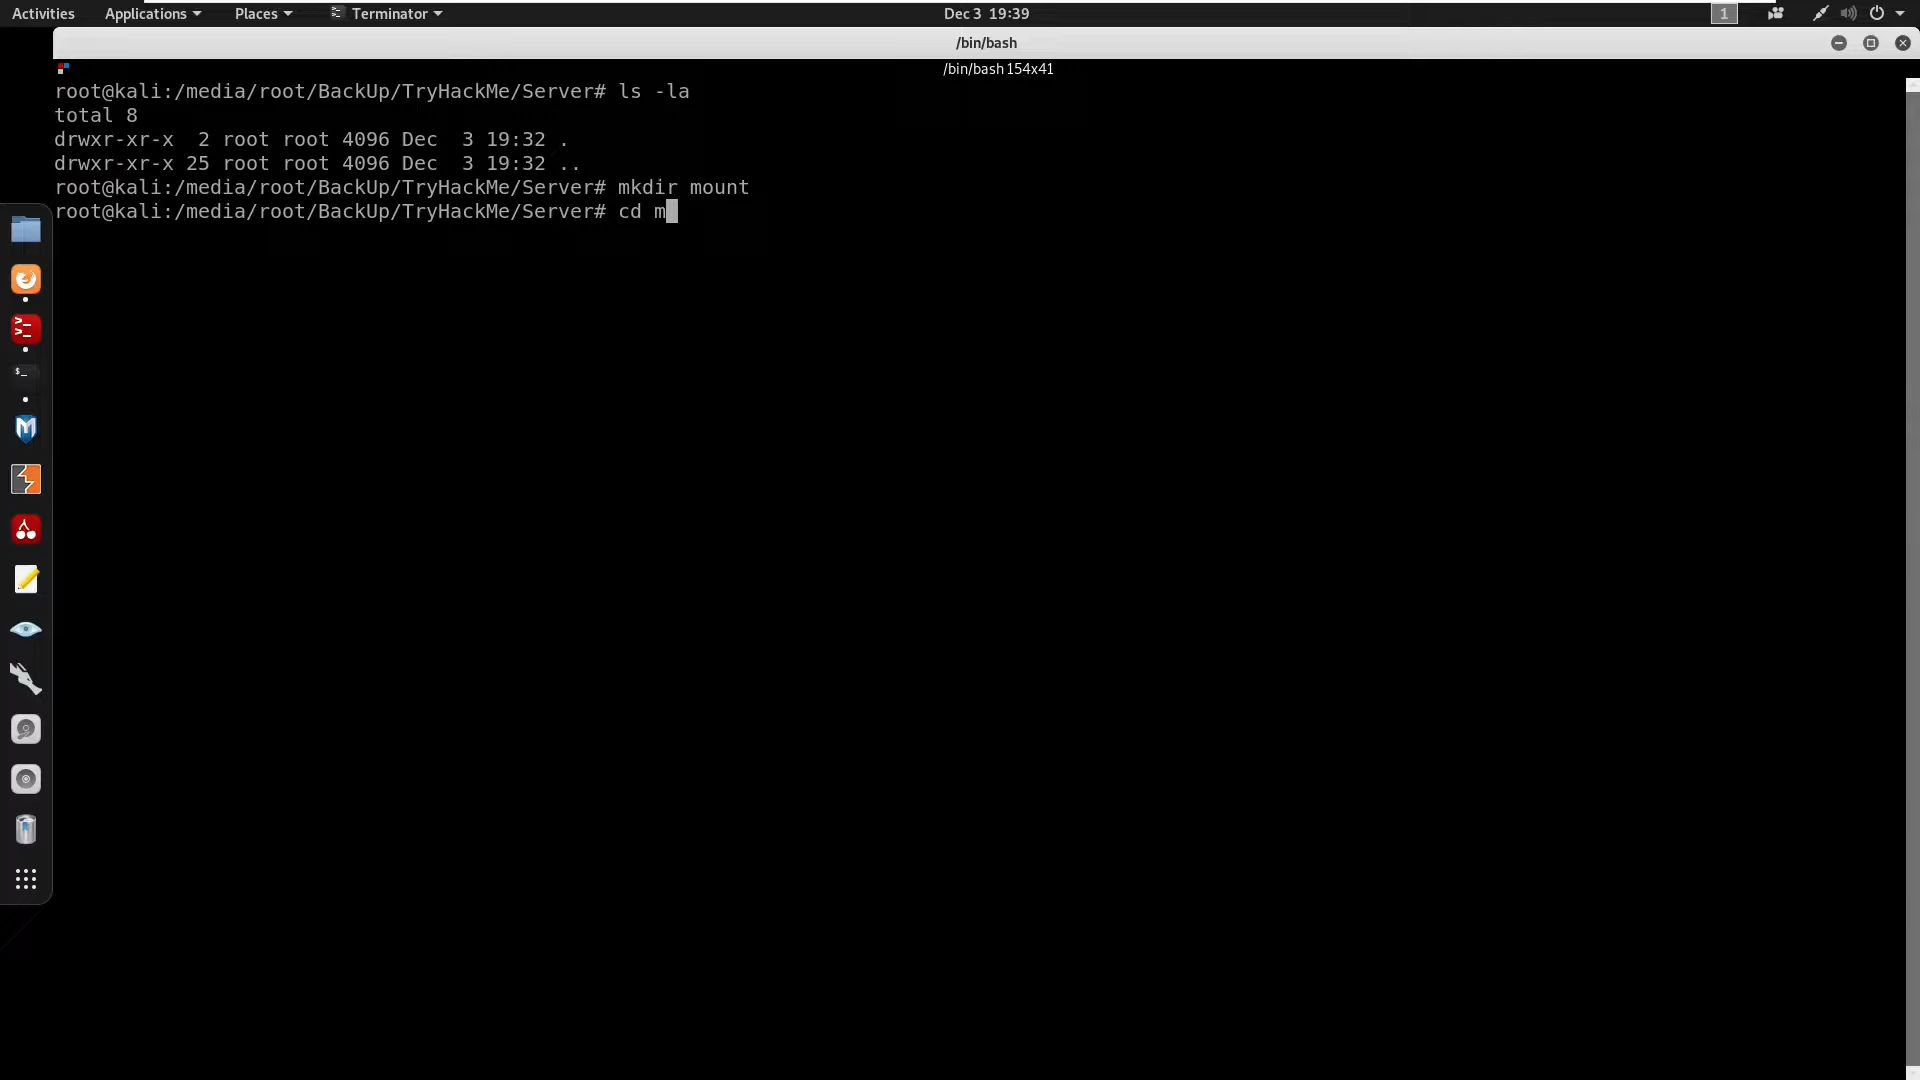 Activities Applications Places Terminator Dec 3 19:39 1
/bin/bash
/bin/bash 154x41
root@kali:/media/root/BackUp/TryHackMe/Server# ls -la
total 8
drwxr-xr-x  2 root root 4096 Dec  3 19:32 .
drwxr-xr-x 25 root root 4096 Dec  3 19:32 ..
root@kali:/media/root/BackUp/TryHackMe/Server# mkdir mount
root@kali:/media/root/BackUp/TryHackMe/Server# cd m